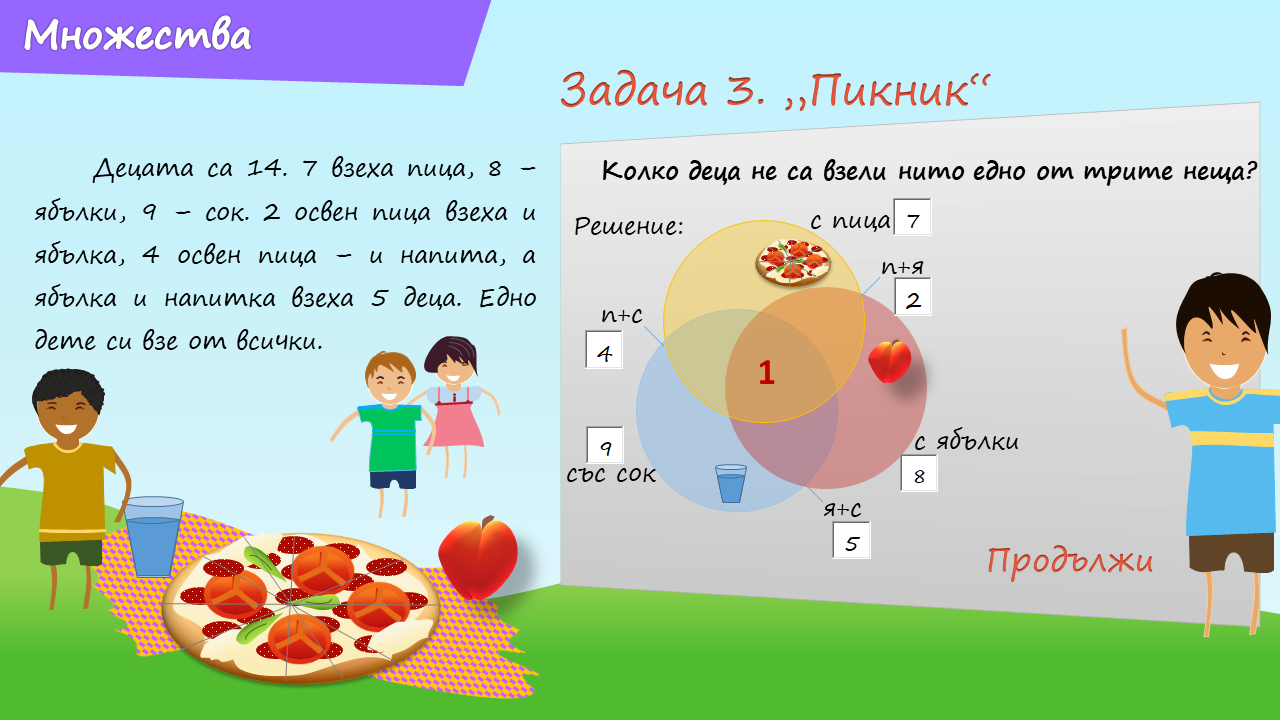 Множества
Задача 3. „Пикник“
Децата са 14. 7 взеха пица, 8 –
ябълки, 9 – сок. 2 освен пица взеха и
ябълка, 4 освен пица – и напитa, а
ябълка и напитка взеха 5 деца. Едно
дете си взе от всички.
Колко деца не са взели нито едно от трите неща?
Решение:
с пица 7
п+я
2
п+с
4
1
9
със сок
с ябълки
8
я+с
5
Продължи